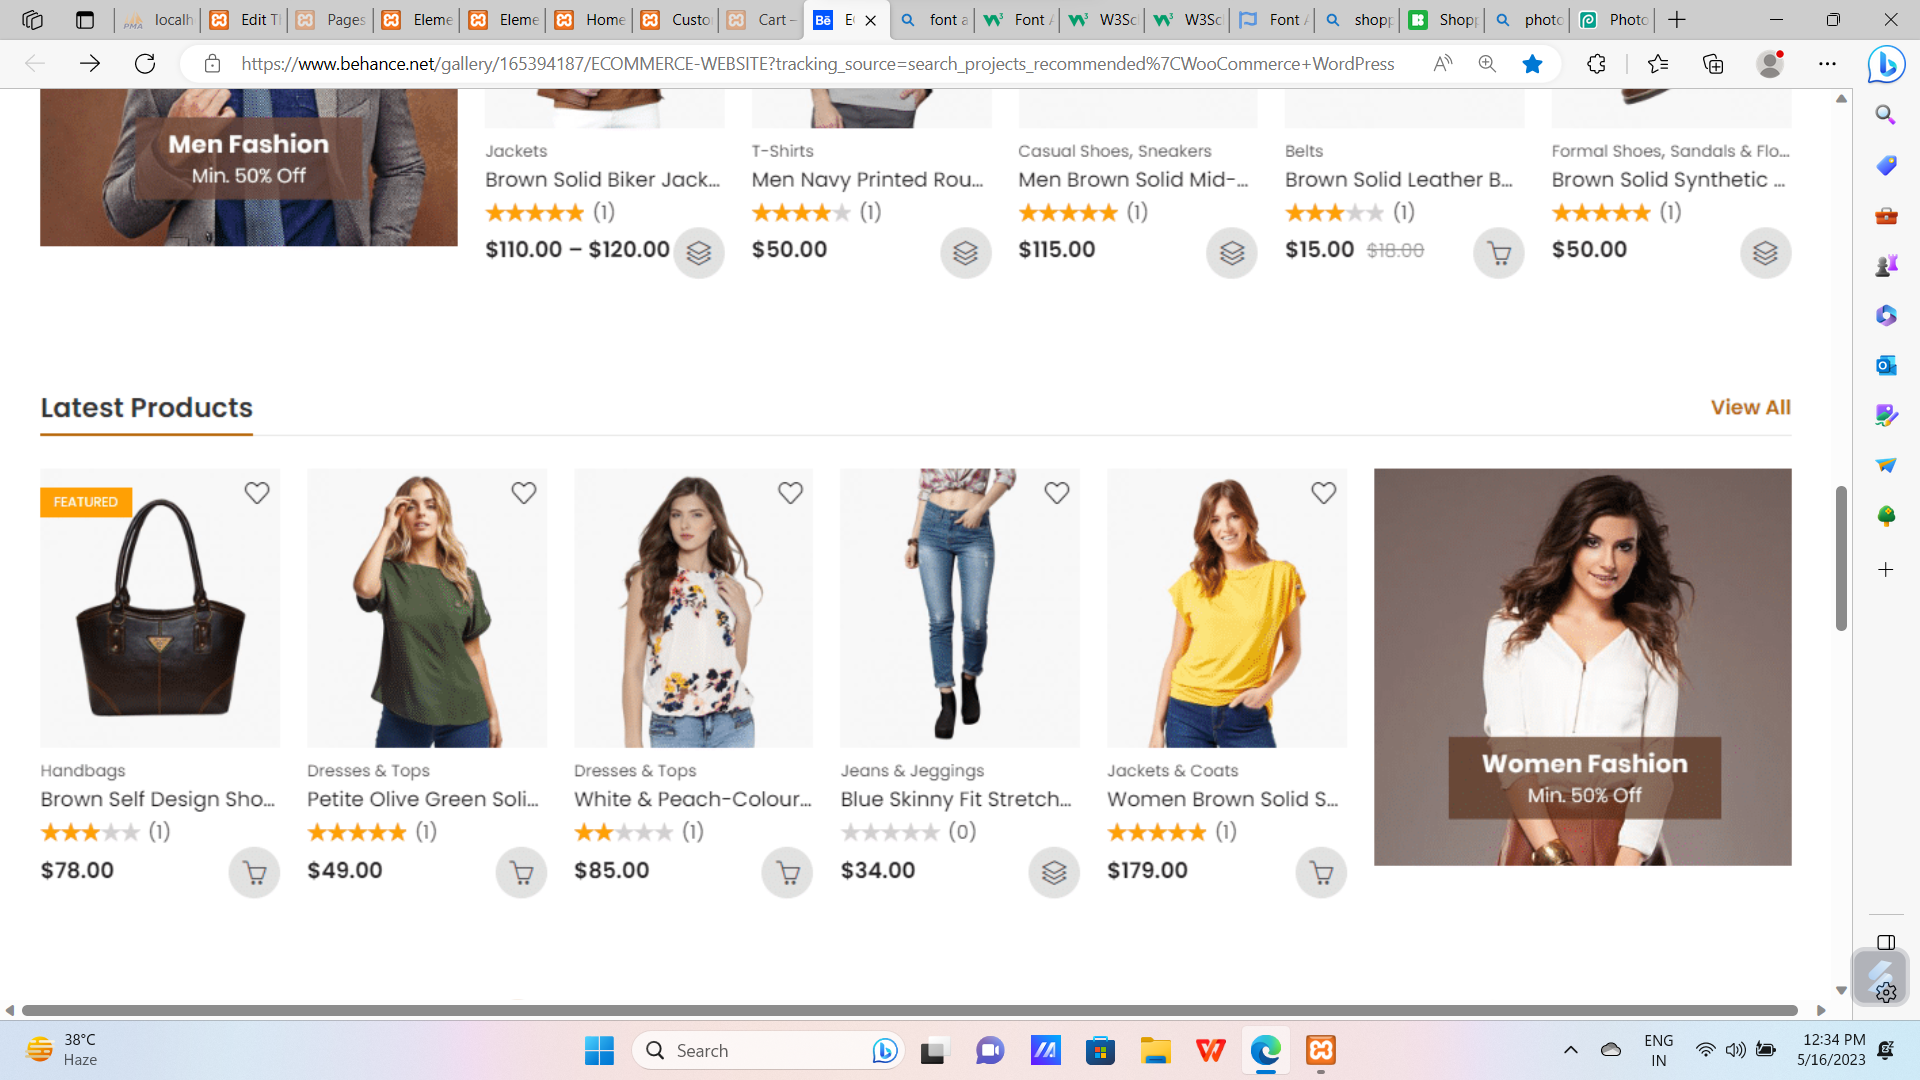 localh
Edit Tl
Pages
Eleme
Eleme
Home
Custo
Cart –
font a
Font
W3Sc
W3Sc
Font
shopp
Shopp
photo
Photo
https://www.behance.net/gallery/165394187/ECOMMERCE-WEBSITE?tracking_source=search_projects_recommended%7CWooCommerce+WordPress
Men Fashion
Min. 50% Off
Jackets
Brown Solid Biker Jack...
(1)
$110.00 – $120.00
T-Shirts
Men Navy Printed Rou...
(1)
$50.00
Casual Shoes, Sneakers
Men Brown Solid Mid-...
(1)
$115.00
Belts
Brown Solid Leather B...
(1)
$15.00 $18.00
Formal Shoes, Sandals & Flo...
Brown Solid Synthetic ...
(1)
$50.00
Latest Products
View All
FEATURED
Handbags
Brown Self Design Sho...
(1)
$78.00
Dresses & Tops
Petite Olive Green Soli...
(1)
$49.00
Dresses & Tops
White & Peach-Colour...
(1)
$85.00
Jeans & Jeggings
Blue Skinny Fit Stretch...
(0)
$34.00
Jackets & Coats
Women Brown Solid S...
(1)
$179.00
Women Fashion
Min. 50% Off
38°C
Haze
Search
ENG
IN
12:34 PM
5/16/2023